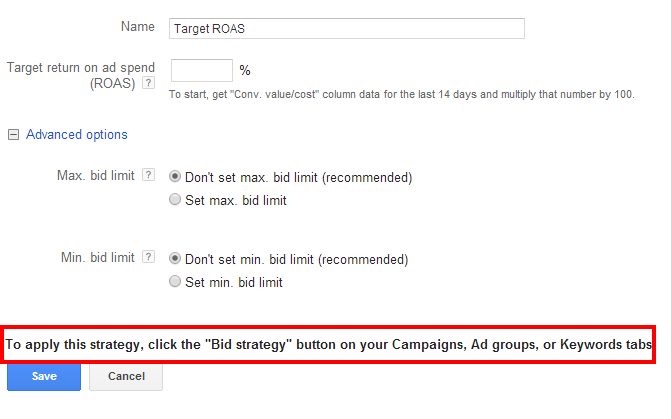 Name Target ROAS
Target return on ad spend (ROAS) ? %
To start, get "Conv. value/cost" column data for the last 14 days and multiply that number by 100.
Advanced options
Max. bid limit ? Don't set max. bid limit (recommended)
Set max. bid limit
Min. bid limit ? Don't set min. bid limit (recommended)
Set min. bid limit
To apply this strategy, click the "Bid strategy" button on your Campaigns, Ad groups, or Keywords tabs
Save Cancel